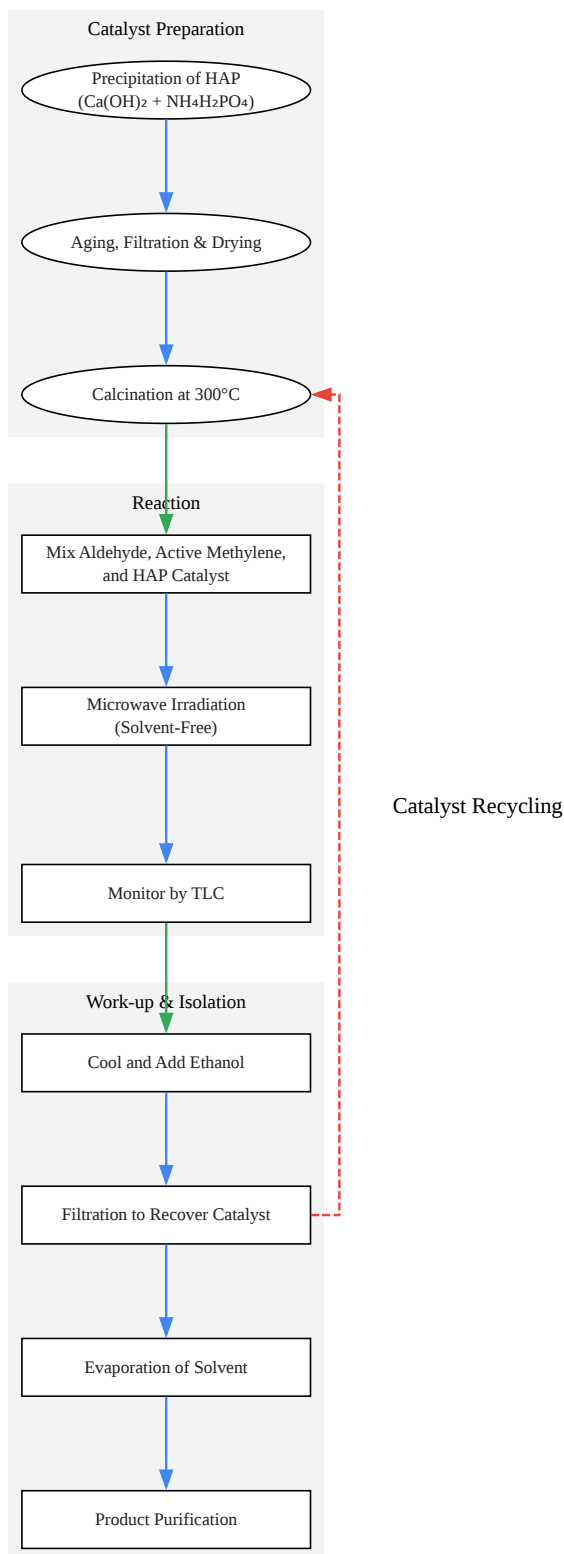 Catalyst Preparation
Precipitation of HAP
(Ca(OH)₂ + NH₄H₂PO₄)
Aging, Filtration & Drying
Calcination at 300°C
Reaction
Mix Aldehyde, Active Methylene,
and HAP Catalyst
Microwave Irradiation
(Solvent-Free)
Catalyst Recycling
Monitor by TLC
Work-up & Isolation
Cool and Add Ethanol
Filtration to Recover Catalyst
Evaporation of Solvent
Product Purification